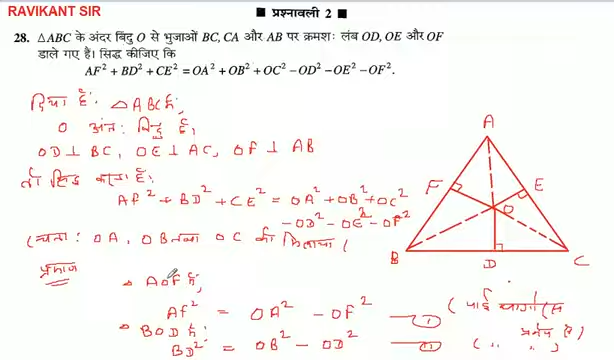 RAVIKANT SIR
■ प्रश्नावली 2 ■
28. △ABC के अंदर बिंदु O से भुजाओं BC, CA और AB पर क्रमशः लंब OD, OE और OF
डाले गए हैं। सिद्ध कीजिए कि
AF² + BD² + CE² = OA² + OB² + OC² − OD² − OE² − OF².
दिया है: △ABC में,
O अंत: बिन्दु है।
OD ⊥ BC, OE ⊥ AC, OF ⊥ AB
तो सिद्ध करना है:
AF² + BD² + CE² = OA² + OB² + OC²
− OD² − OE² − OF²
रचना: OA, OB तथा OC को मिलाया
प्रमाण
△ AOF में,
AF² = OA² − OF² — ①
△ BOD में,
BD² = OB² − OD² — ②
( पाइथागोरस
प्रमेय से )
( " " )
A
F
E
O
B
D
C